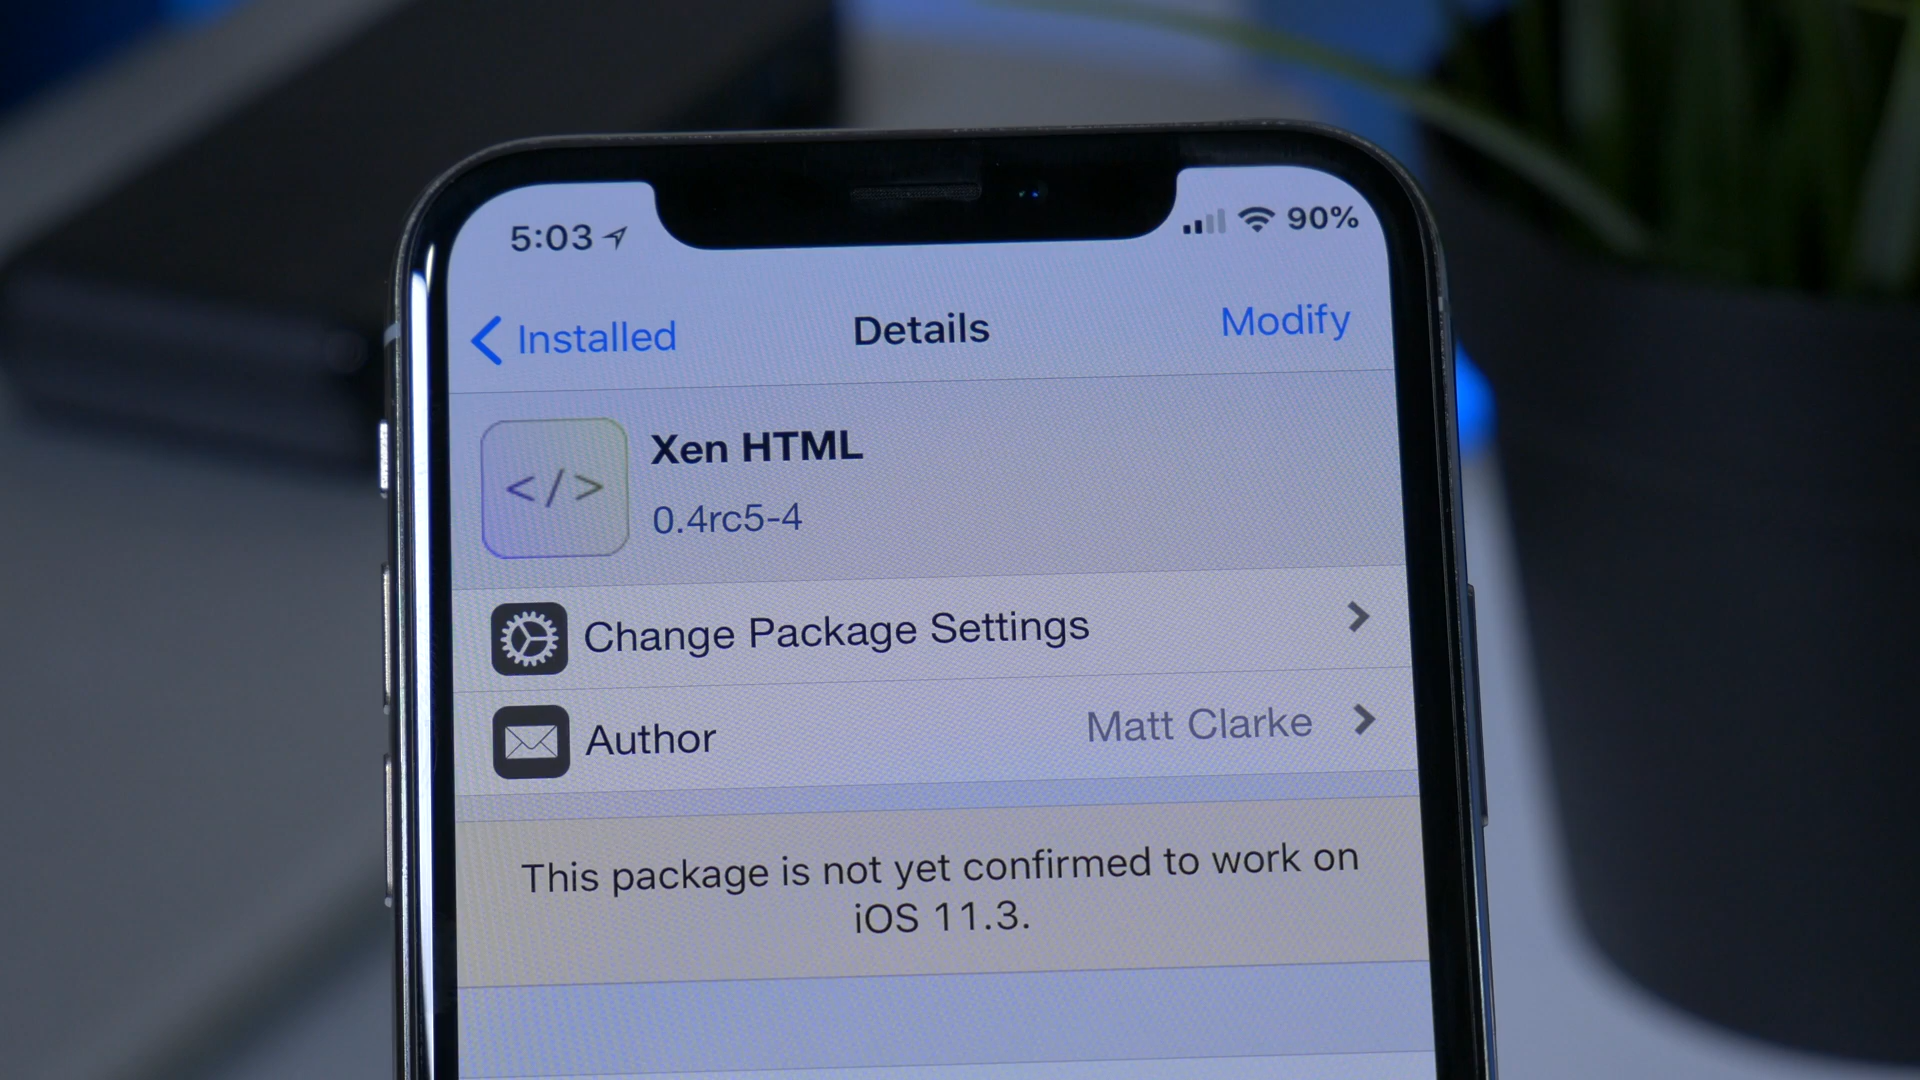 5:03 90%
Installed Details Modify
</>
Xen HTML
0.4rc5-4
Change Package Settings
Author Matt Clarke
This package is not yet confirmed to work on
iOS 11.3.